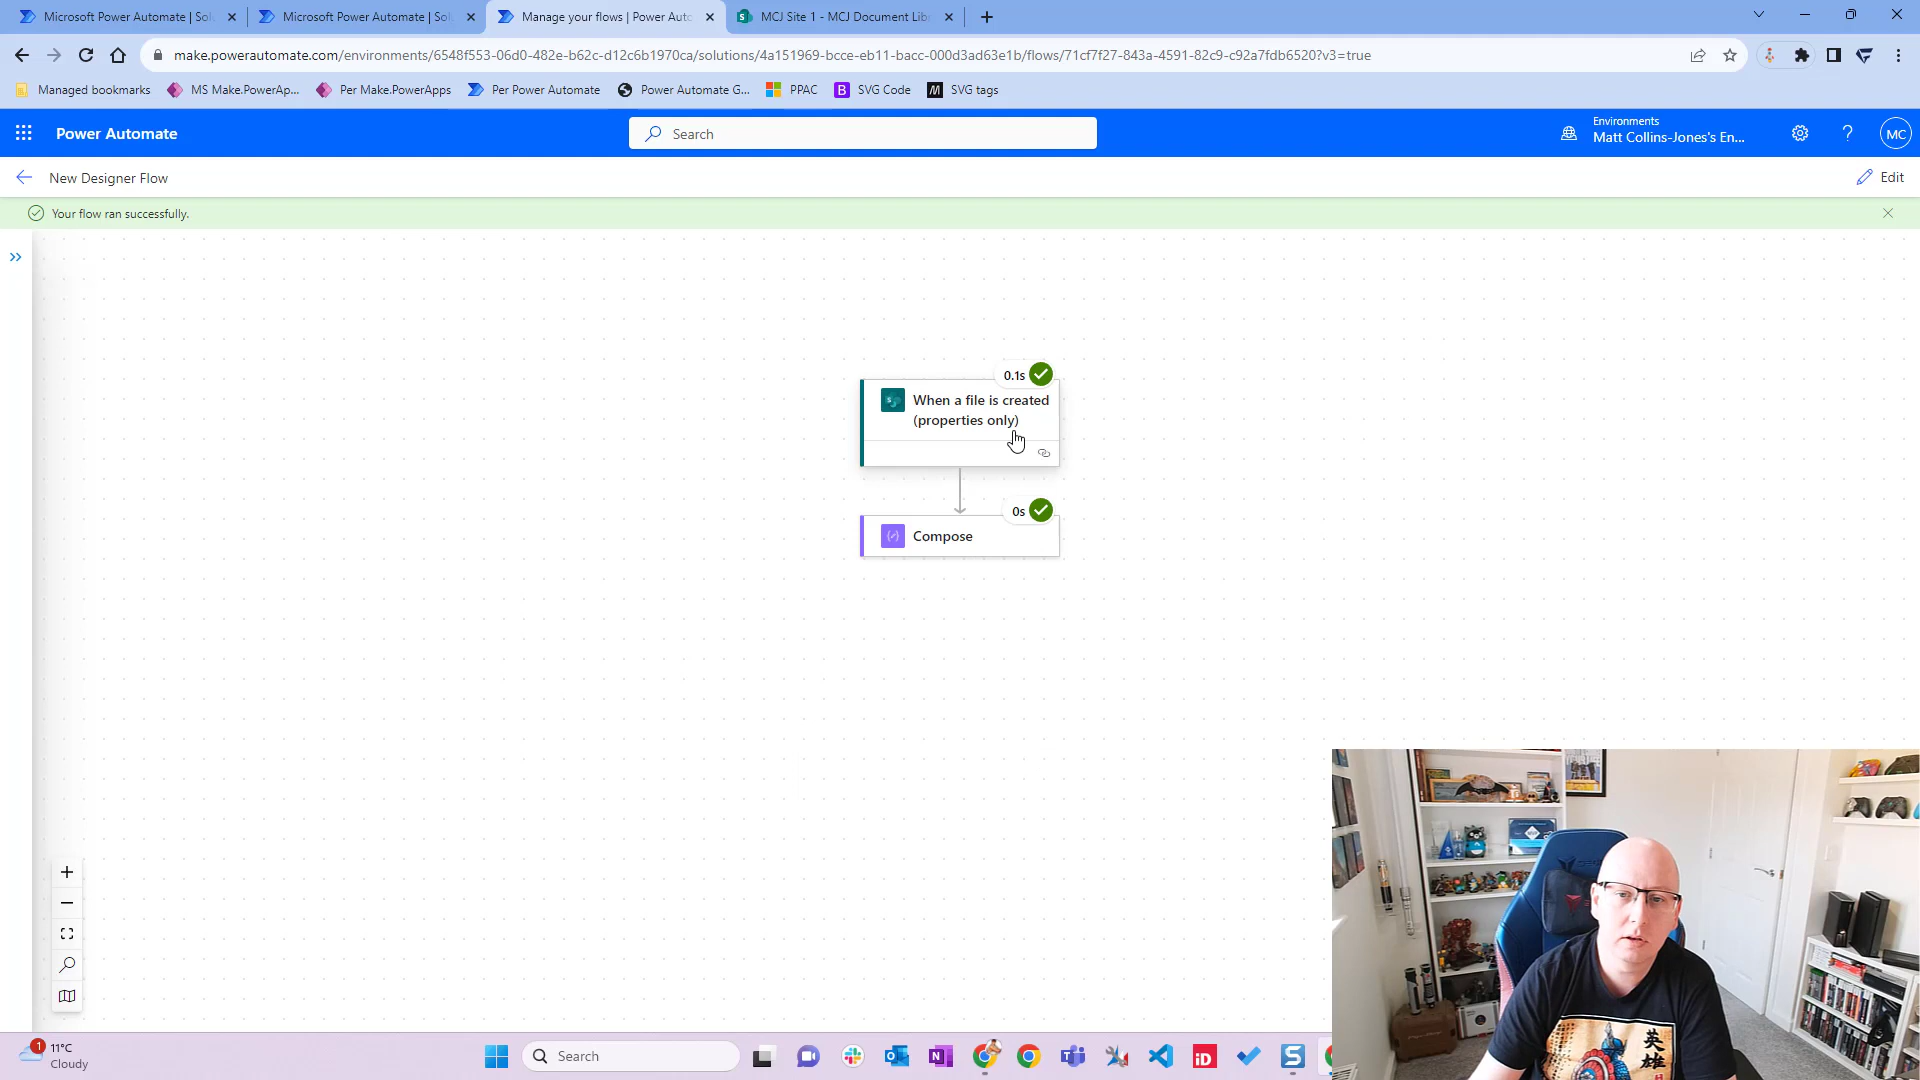 Microsoft Power Automate | Sol
Microsoft Power Automate | Sol
Manage your flows | Power Auto
MCJ Site 1 - MCJ Document Libr
make.powerautomate.com/environments/6548f553-06d0-482e-b62c-d12c6b1970ca/solutions/4a151969-bcce-eb11-bacc-000d3ad63e1b/flows/71cf7f27-843a-4591-82c9-c92a7fdb6520?v3=true
Managed bookmarks
MS Make.PowerAp...
Per Make.PowerApps
Per Power Automate
Power Automate G...
PPAC
SVG Code
SVG tags
Power Automate
Search
Environments
Matt Collins-Jones's En...
MC
New Designer Flow
Edit
Your flow ran successfully.
0.1s
When a file is created
(properties only)
0s
Compose
1
11°C
Cloudy
Search
英
雄